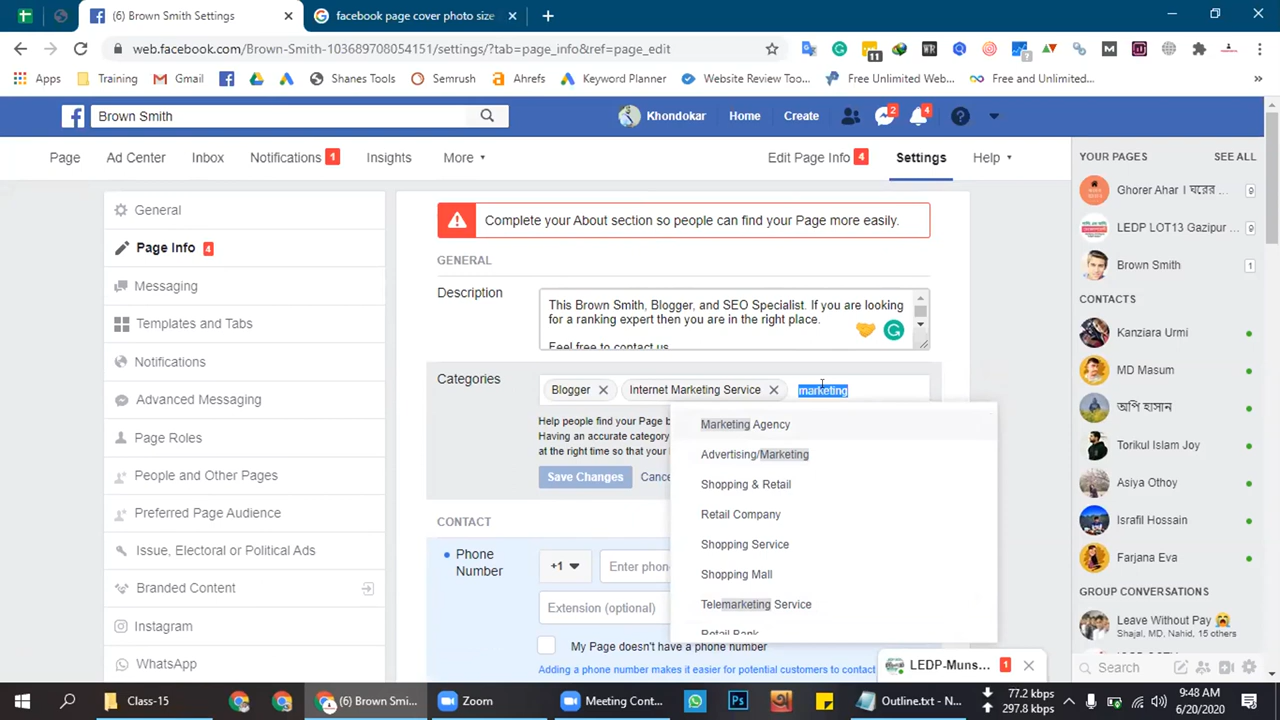 (6) Brown Smith Settings
facebook page cover photo size
web.facebook.com/Brown-Smith-103689708054151/settings/?tab=page_info&ref=page_edit
11
Apps
Training
Gmail
Shanes Tools
Semrush
Ahrefs
Keyword Planner
Website Review Too...
Free Unlimited Web...
Free and Unlimited...
Brown Smith
Khondokar
Home
Create
2
4
Page
Ad Center
Inbox
Notifications 1
Insights
More
Edit Page Info 4
Settings
Help
General
Page Info 4
Messaging
Templates and Tabs
Notifications
Advanced Messaging
Page Roles
People and Other Pages
Preferred Page Audience
Issue, Electoral or Political Ads
Branded Content
Instagram
WhatsApp
Complete your About section so people can find your Page more easily.
GENERAL
Description
This Brown Smith, Blogger, and SEO Specialist. If you are looking
for a ranking expert then you are in the right place.
Feel free to contact us
Categories
Blogger
Internet Marketing Service
marketing
Help people find your Page b
Having an accurate category
at the right time so that your
Save Changes
Cance
Marketing Agency
Advertising/Marketing
Shopping & Retail
Retail Company
Shopping Service
Shopping Mall
Telemarketing Service
Retail Bank
CONTACT
Phone
Number
+1
Enter phon
Extension (optional)
My Page doesn't have a phone number
Adding a phone number makes it easier for potential customers to contact
YOUR PAGES
SEE ALL
Ghorer Ahar । ঘরের ...
9
LEDP LOT13 Gazipur ...
9
Brown Smith
1
CONTACTS
Kanziara Urmi
MD Masum
অপি হাসান
Torikul Islam Joy
Asiya Othoy
Israfil Hossain
Farjana Eva
GROUP CONVERSATIONS
Leave Without Pay
Shajal, MD, Nahid, 15 others
Search
LEDP-Muns...
1
Class-15
(6) Brown Smi...
Zoom
Meeting Cont...
Ps
Outline.txt - N...
77.2 kbps
297.8 kbps
9:48 AM
6/20/2020